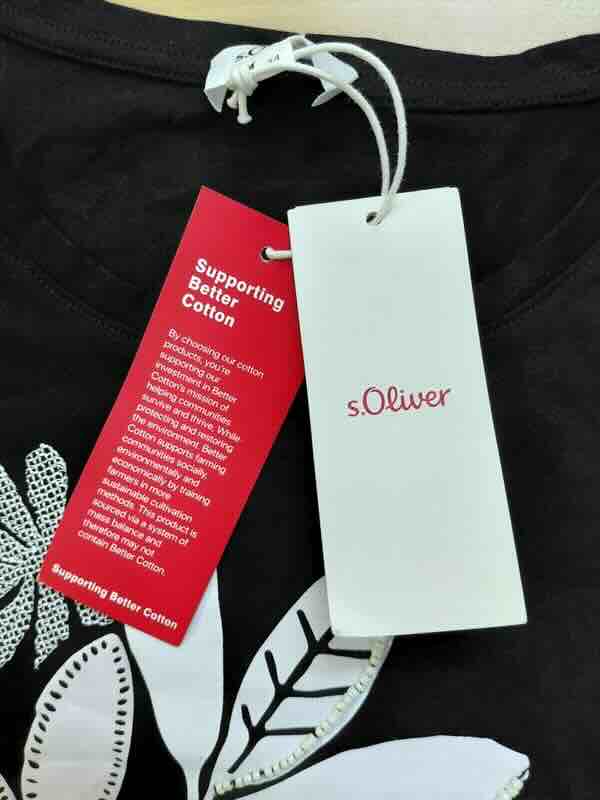 Supporting
Better
Cotton
By choosing our cotton
products, you're
supporting our
investment in Better
Cotton's mission of
helping communities
survive and thrive. While
protecting and restoring
the environment. Better
Cotton supports farming
communities socially,
environmentally and
economically by training
farmers in more
sustainable cultivation
methods. This product is
sourced via a system of
mass balance and
therefore may not
contain Better Cotton.
Supporting Better Cotton
s.Oliver